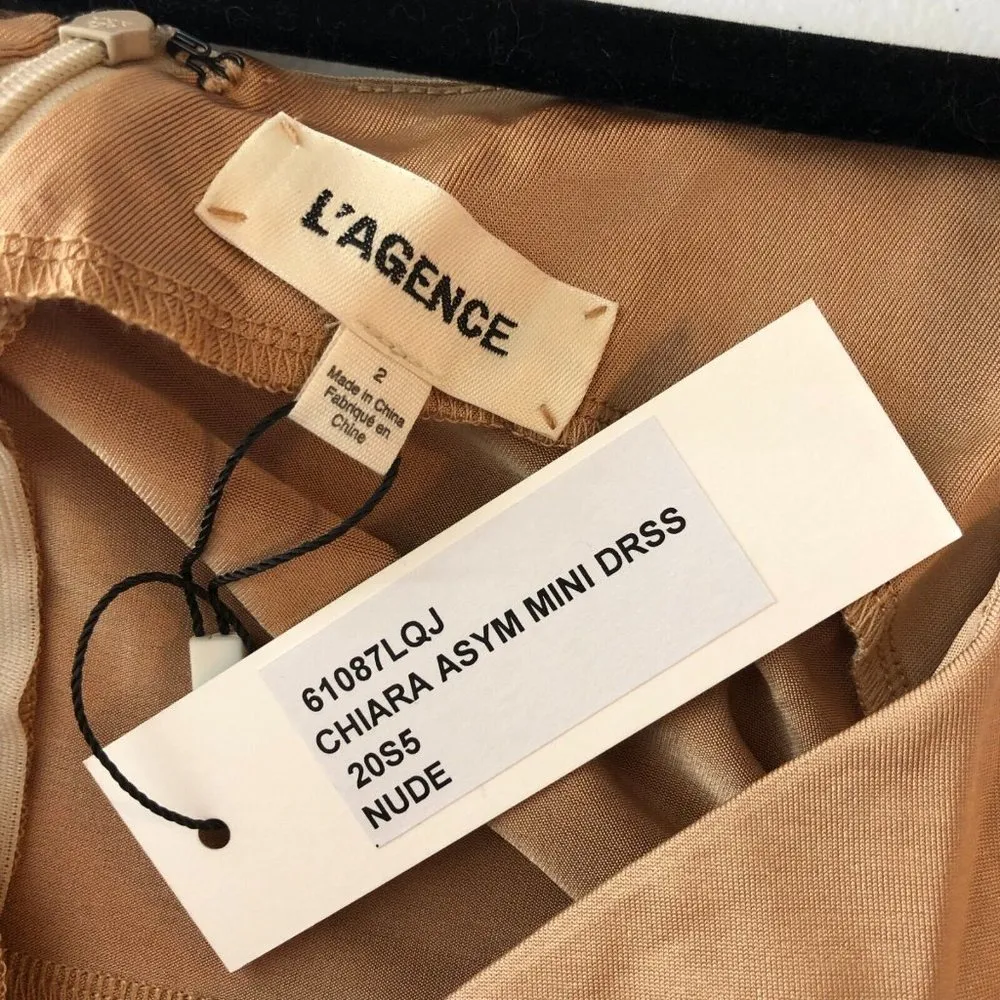 L'AGENCE
2
Made in China
Fabriqué en
Chine
61087LQJ
CHIARA ASYM MINI DRSS
20S5
NUDE